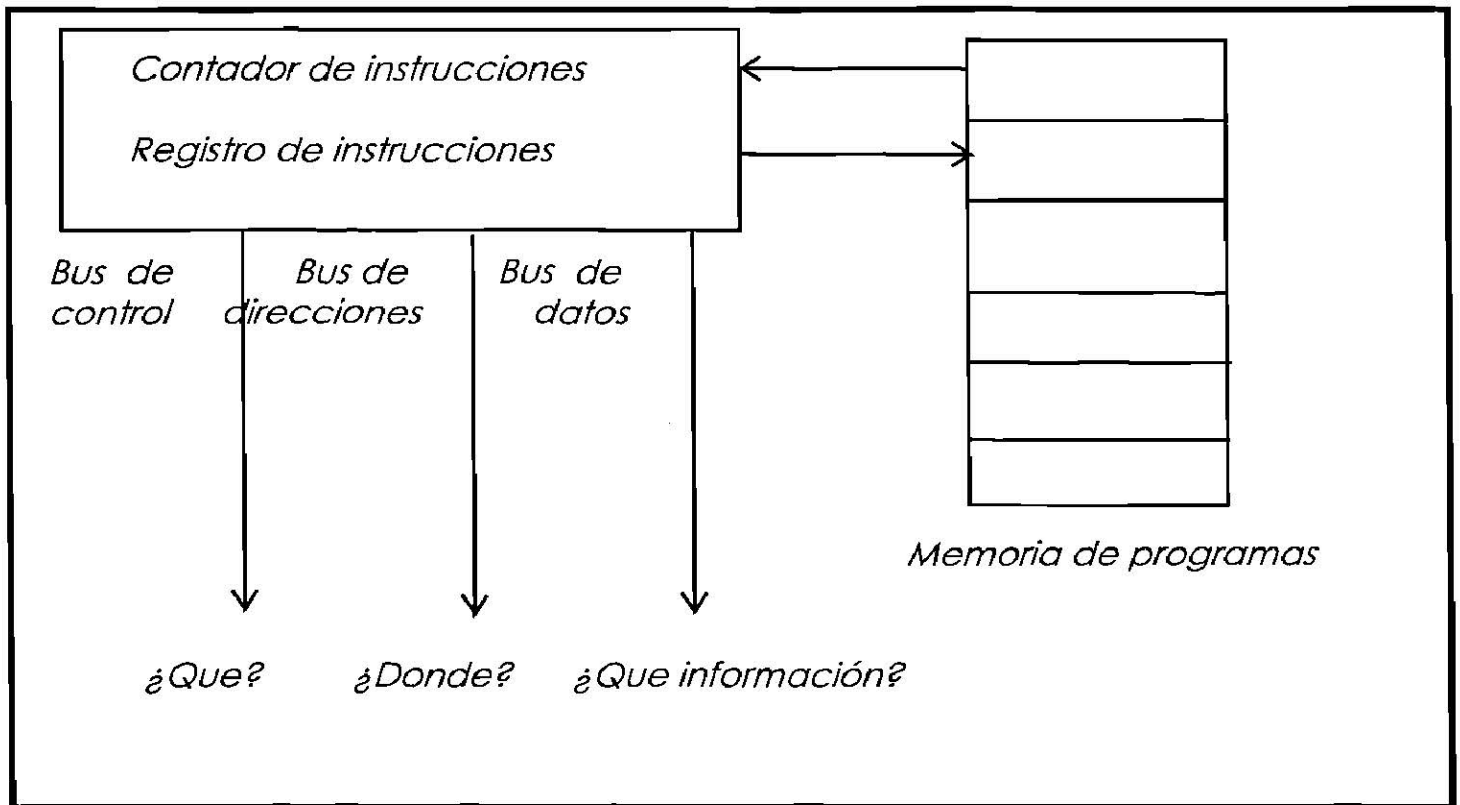 Contador de instrucciones
Registro de instrucciones
Bus de control
Bus de direcciones
Bus de datos
Memoria de programas
¿Que?
¿Donde?
¿Que información?